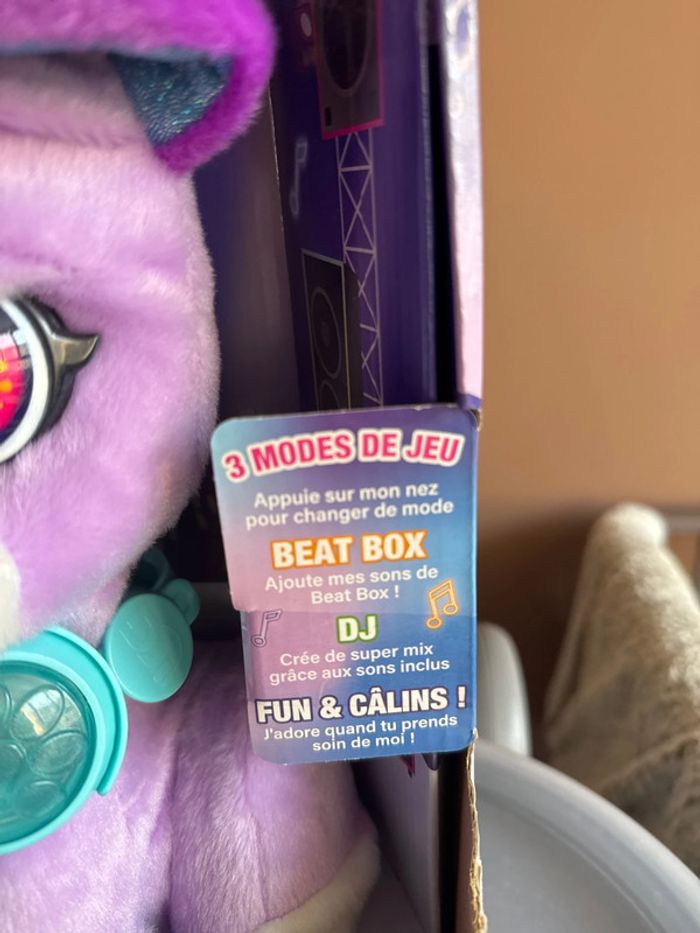 3 MODES DE JEU
Appuie sur mon nez
pour changer de mode
BEAT BOX
Ajoute mes sons de
Beat Box !
DJ
Crée de super mix
grâce aux sons inclus
FUN & CÂLINS !
J'adore quand tu prends
soin de moi !